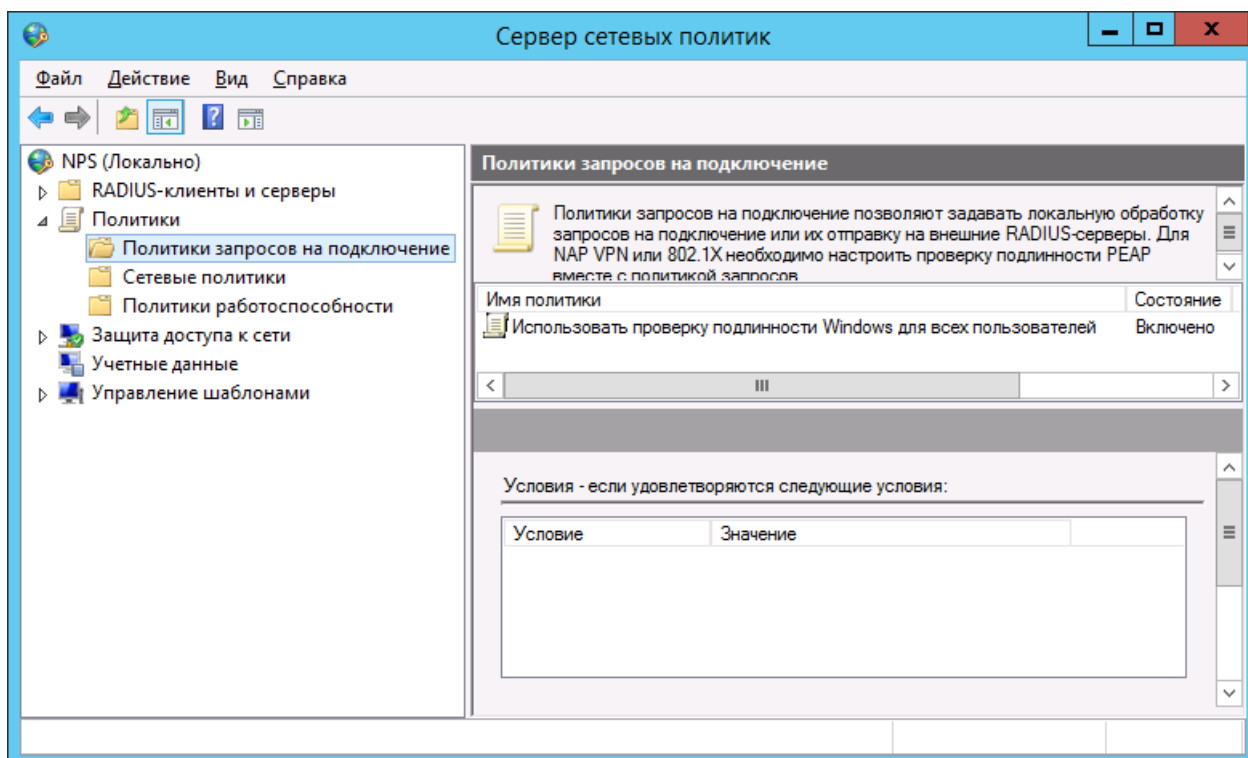 Сервер сетевых политик
Файл Действие Вид Справка
NPS (Локально)
RADIUS-клиенты и серверы
Политики
Политики запросов на подключение
Сетевые политики
Политики работоспособности
Защита доступа к сети
Учетные данные
Управление шаблонами
Политики запросов на подключение
Политики запросов на подключение позволяют задавать локальную обработку
запросов на подключение или их отправку на внешние RADIUS-серверы. Для
NAP VPN или 802.1X необходимо настроить проверку подлинности PEAP
вместе с политикой запросов
Имя политики Состояние
Использовать проверку подлинности Windows для всех пользователей Включено
Условия - если удовлетворяются следующие условия:
Условие Значение